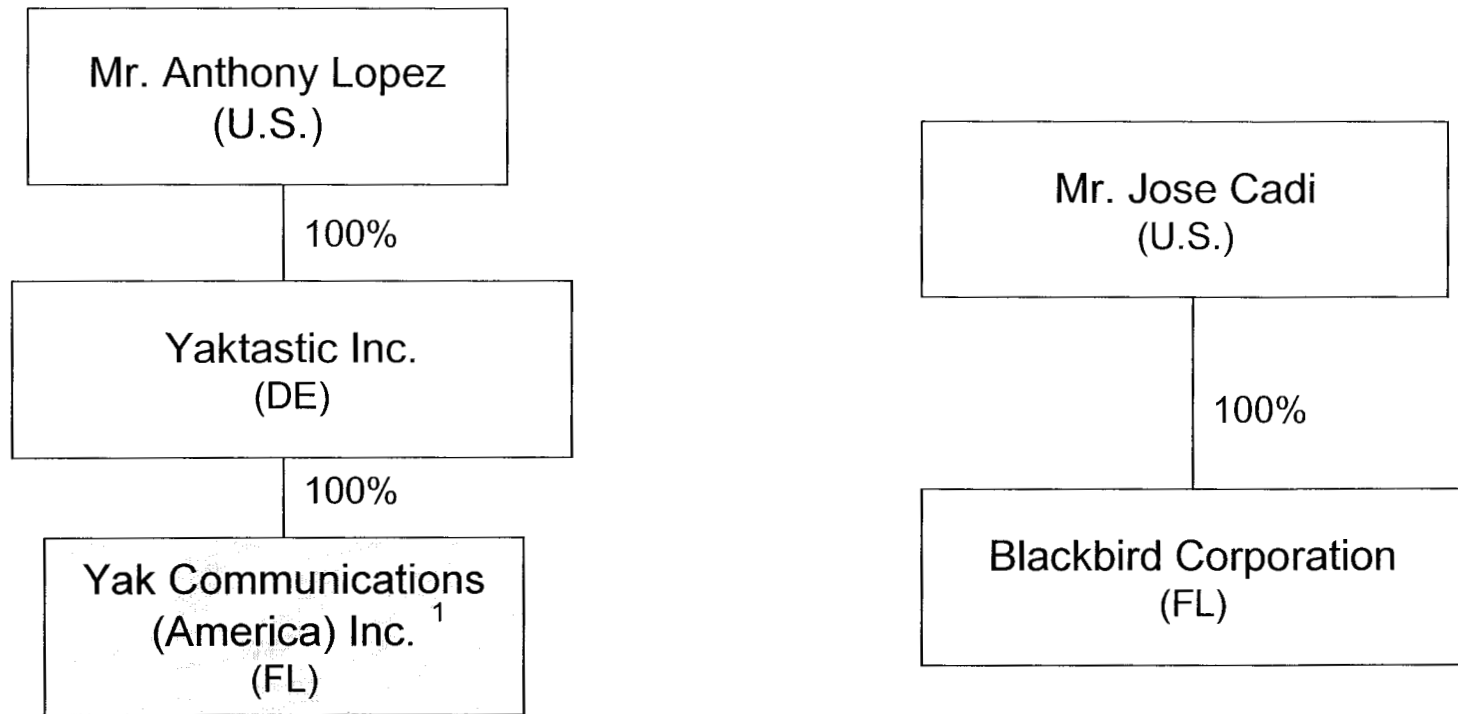 Mr. Anthony Lopez
(U.S.)
100%
Yaktastic Inc.
(DE)
100%
Yak Communications
(America) Inc. 1
(FL)
Mr. Jose Cadi
(U.S.)
100%
Blackbird Corporation
(FL)